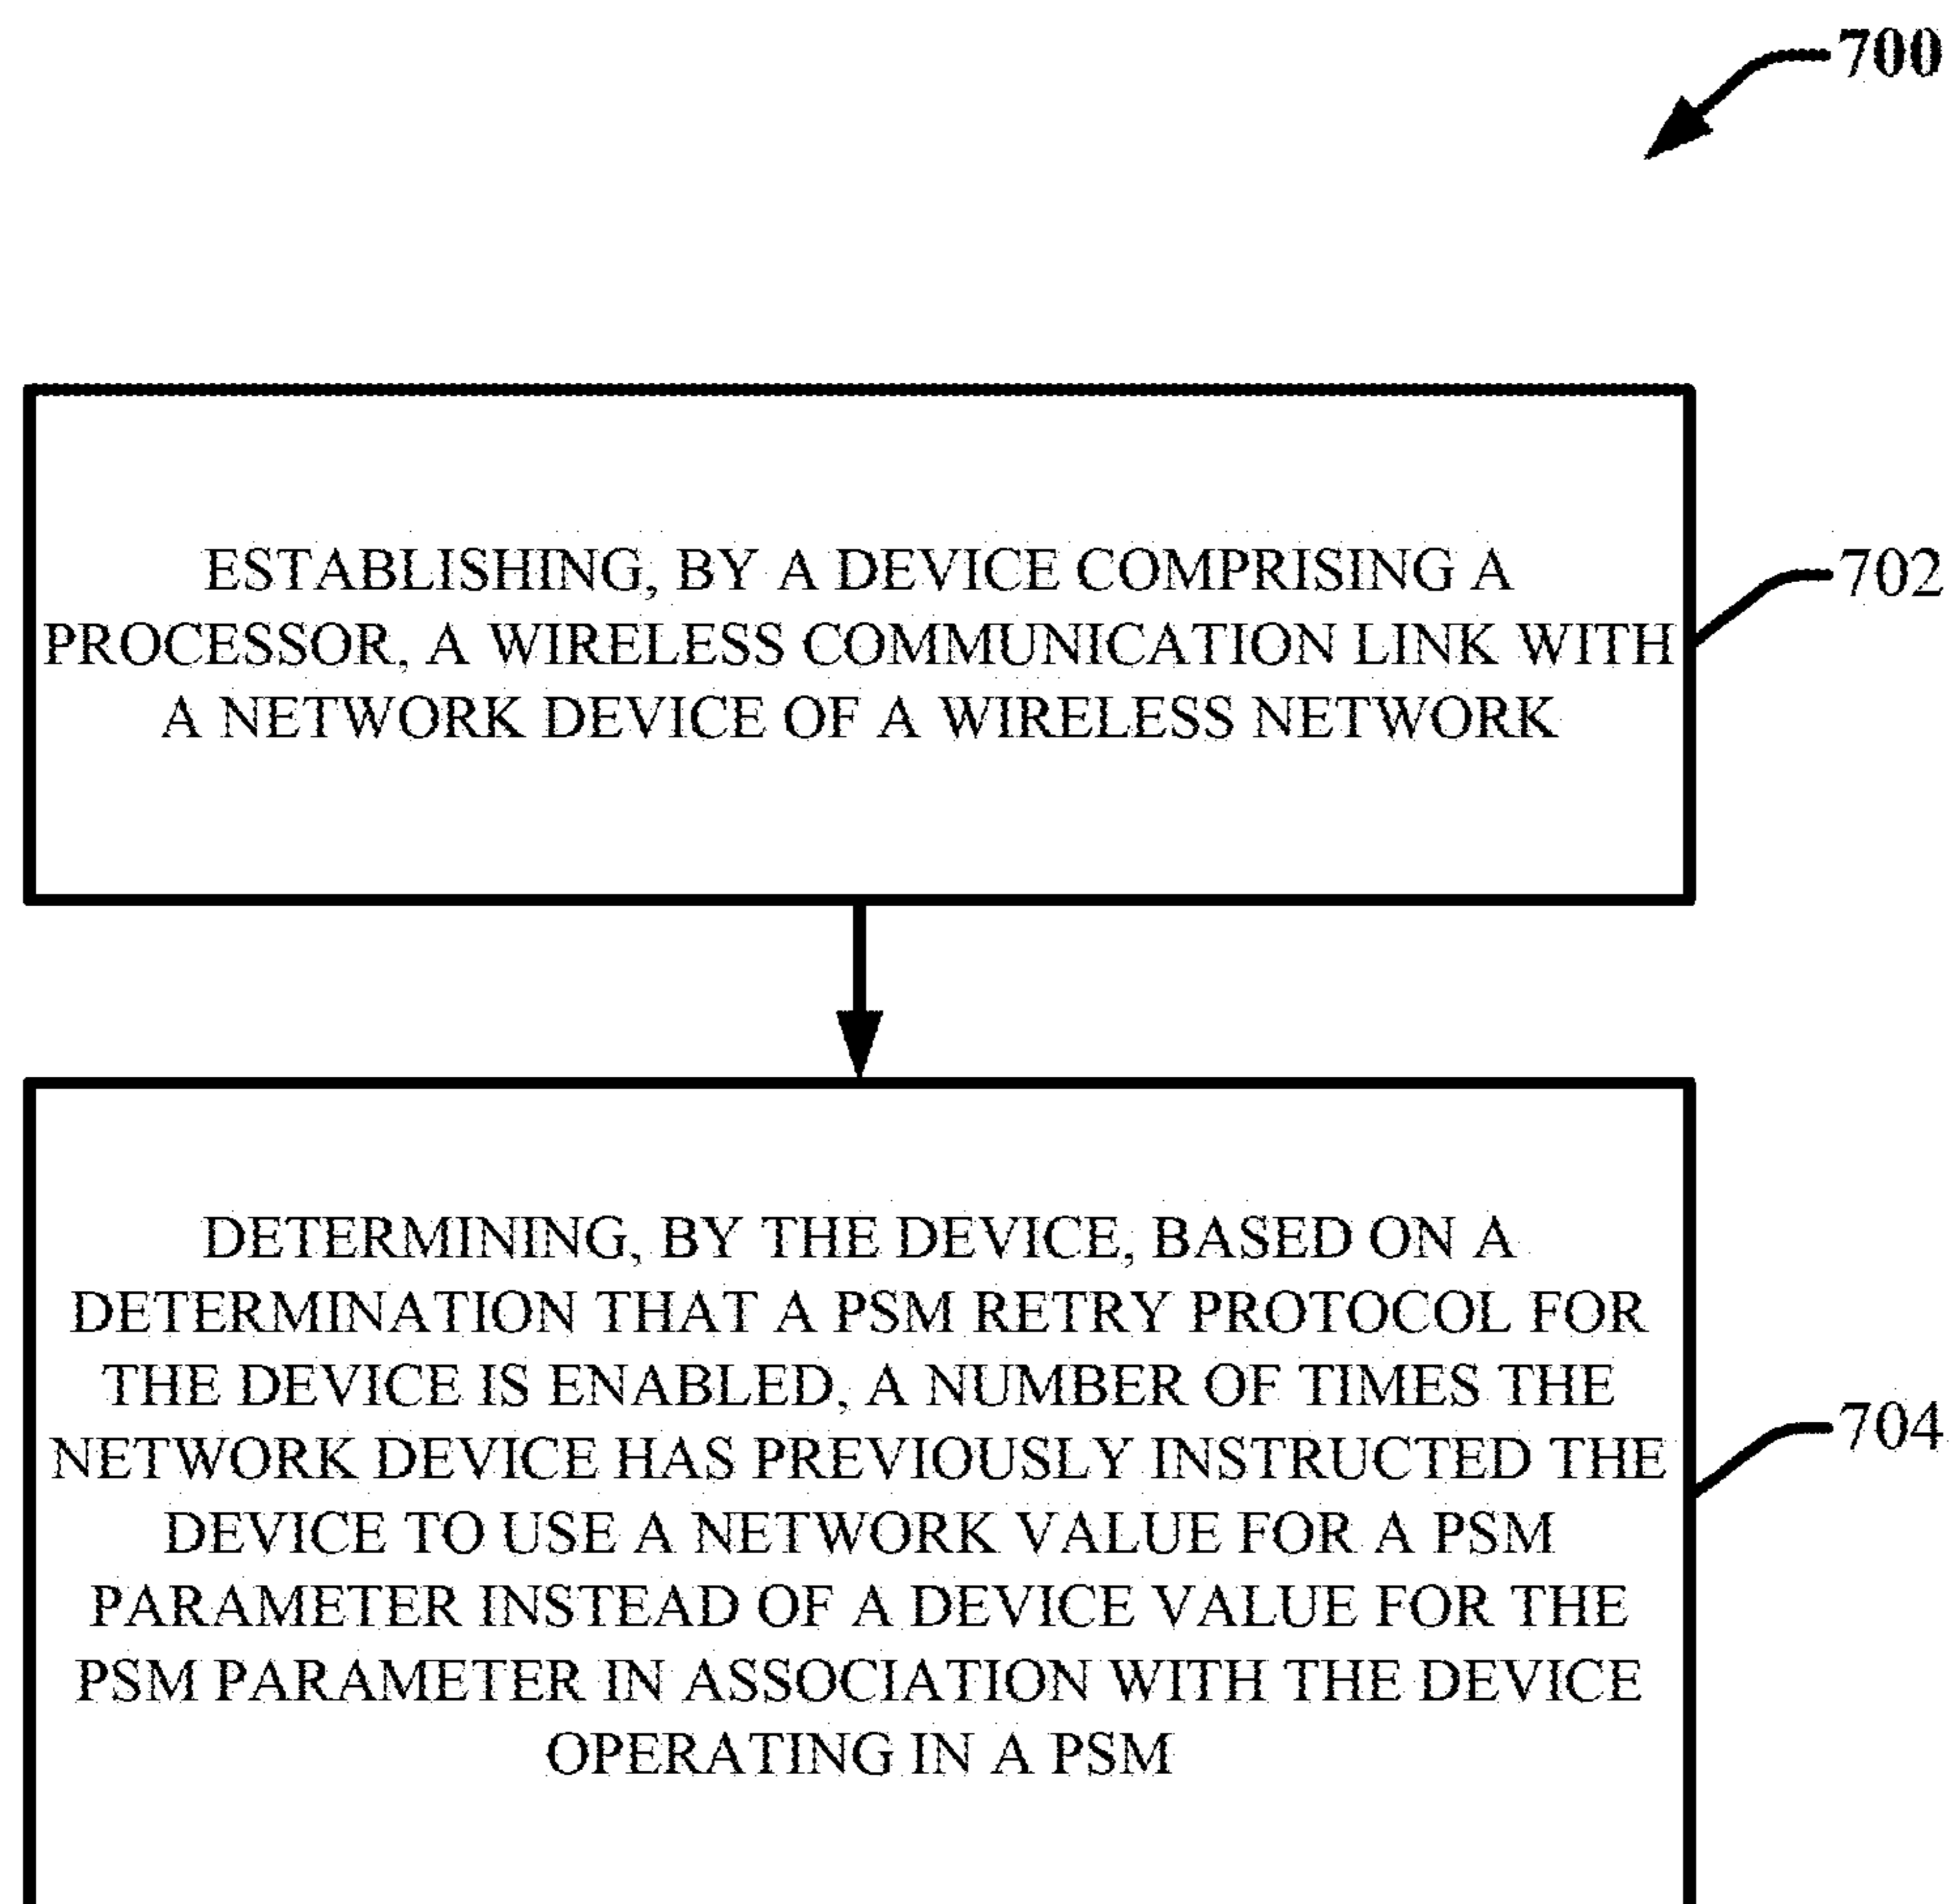 700
ESTABLISHING, BY A DEVICE COMPRISING A
PROCESSOR, A WIRELESS COMMUNICATION LINK WITH
A NETWORK DEVICE OF A WIRELESS NETWORK
702
DETERMINING, BY THE DEVICE, BASED ON A
DETERMINATION THAT A PSM RETRY PROTOCOL FOR
THE DEVICE IS ENABLED, A NUMBER OF TIMES THE
NETWORK DEVICE HAS PREVIOUSLY INSTRUCTED THE
DEVICE TO USE A NETWORK VALUE FOR A PSM
PARAMETER INSTEAD OF A DEVICE VALUE FOR THE
PSM PARAMETER IN ASSOCIATION WITH THE DEVICE
OPERATING IN A PSM
704